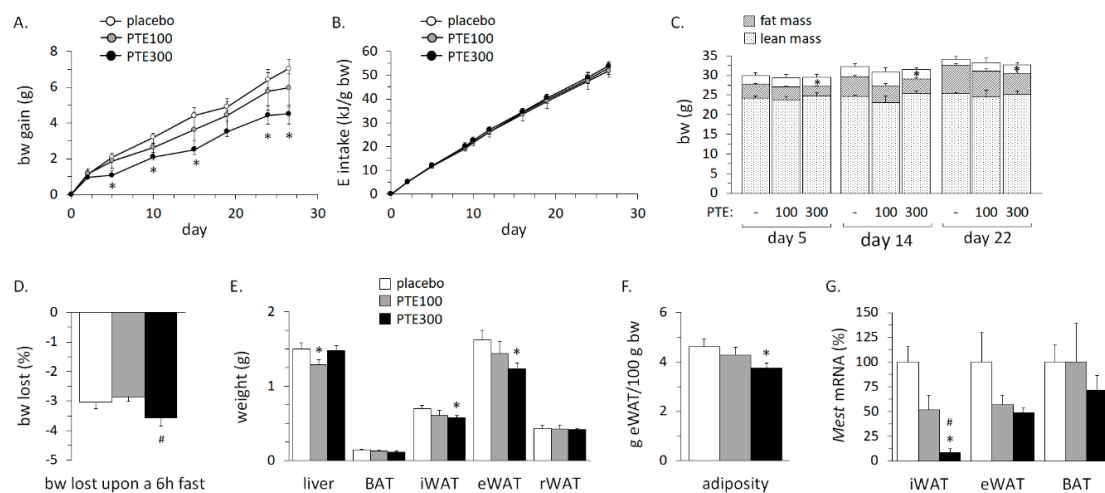 A.
placebo
PTE100
PTE300
bw gain (g)
8
6
4
2
0
* * * * *
0 10 20 30
day
B.
placebo
PTE100
PTE300
E intake (kJ/g bw)
60
50
40
30
20
10
0
0 10 20 30
day
C.
fat mass
lean mass
bw (g)
35
30
25
20
15
10
5
0
* * *
PTE: - 100 300 - 100 300 - 100 300
day 5 day 14 day 22
D.
bw lost (%)
0
-1
-2
-3
-4
-5
#
bw lost upon a 6h fast
E.
placebo
PTE100
PTE300
weight (g)
2
1
0
* * *
liver BAT iWAT eWAT rWAT
F.
g eWAT/100 g bw
6
4
2
0
*
adiposity
G.
Mest mRNA (%)
150
125
100
75
50
25
0
#
*
iWAT eWAT BAT